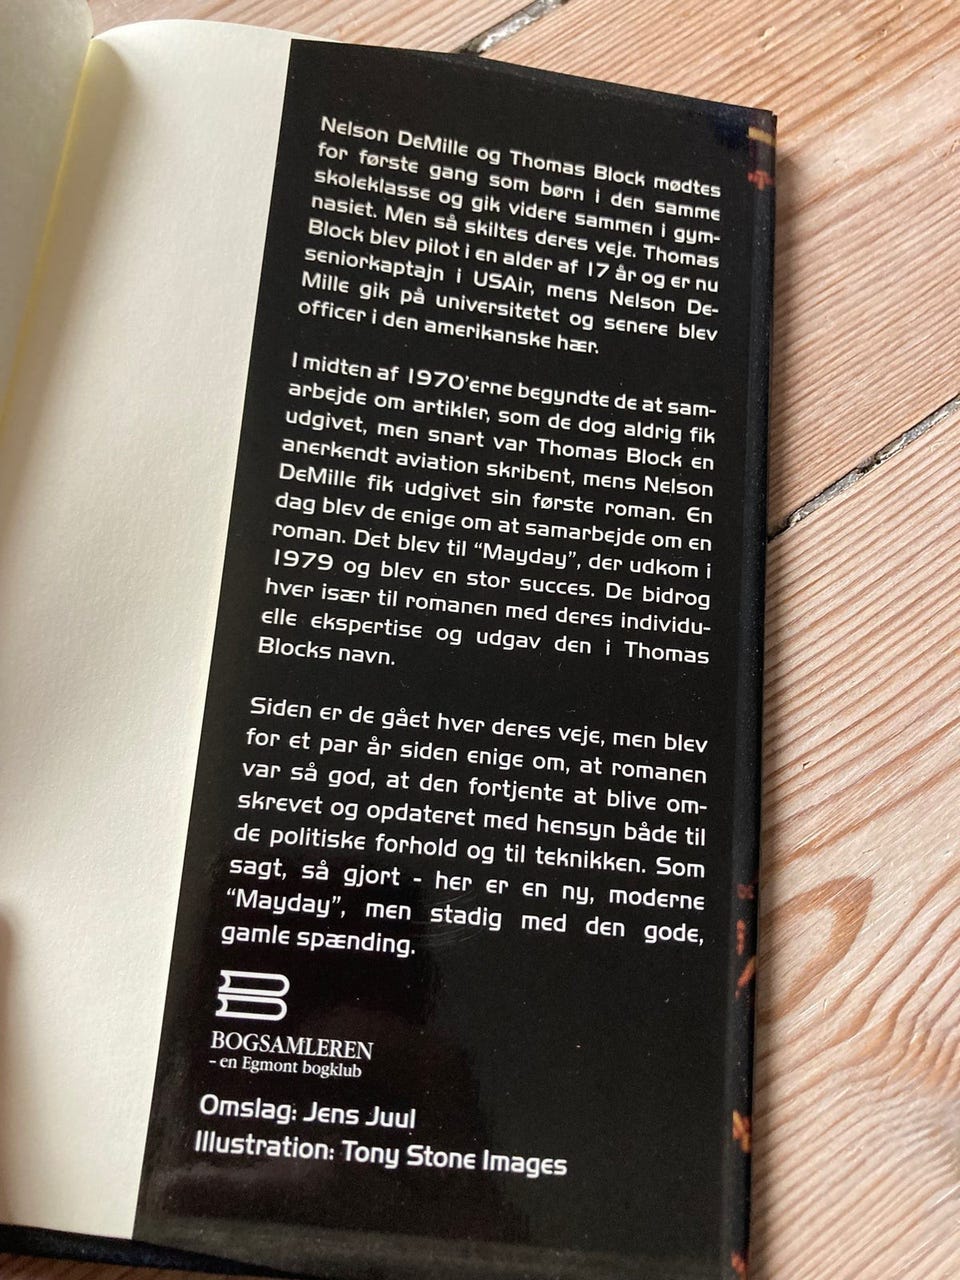 Nelson DeMille og Thomas Block mødtes
for første gang som børn i den samme
skoleklasse og gik videre sammen i gym-
nasiet. Men så skiltes deres veje. Thomas
Block blev pilot i en alder af 17 år og er nu
seniorkaptajn i USAir, mens Nelson De-
Mille gik på universitetet og senere blev
officer i den amerikanske hær.
I midten af 1970'erne begyndte de at sam-
arbejde om artikler, som de dog aldrig fik
udgivet, men snart var Thomas Block en
anerkendt aviation skribent, mens Nelson
DeMille fik udgivet sin første roman. En
dag blev de enige om at samarbejde om en
roman. Det blev til "Mayday", der udkom i
1979 og blev en stor succes. De bidrog
hver især til romanen med deres individu-
elle ekspertise og udgav den i Thomas
Blocks navn.
Siden er de gået hver deres veje, men blev
for et par år siden enige om, at romanen
var så god, at den fortjente at blive om-
skrevet og opdateret med hensyn både til
de politiske forhold og til teknikken. Som
sagt, så gjort - her er en ny, moderne
"Mayday", men stadig med den gode,
gamle spænding.
BOGSAMLEREN
- en Egmont bogklub
Omslag: Jens Juul
Illustration: Tony Stone Images